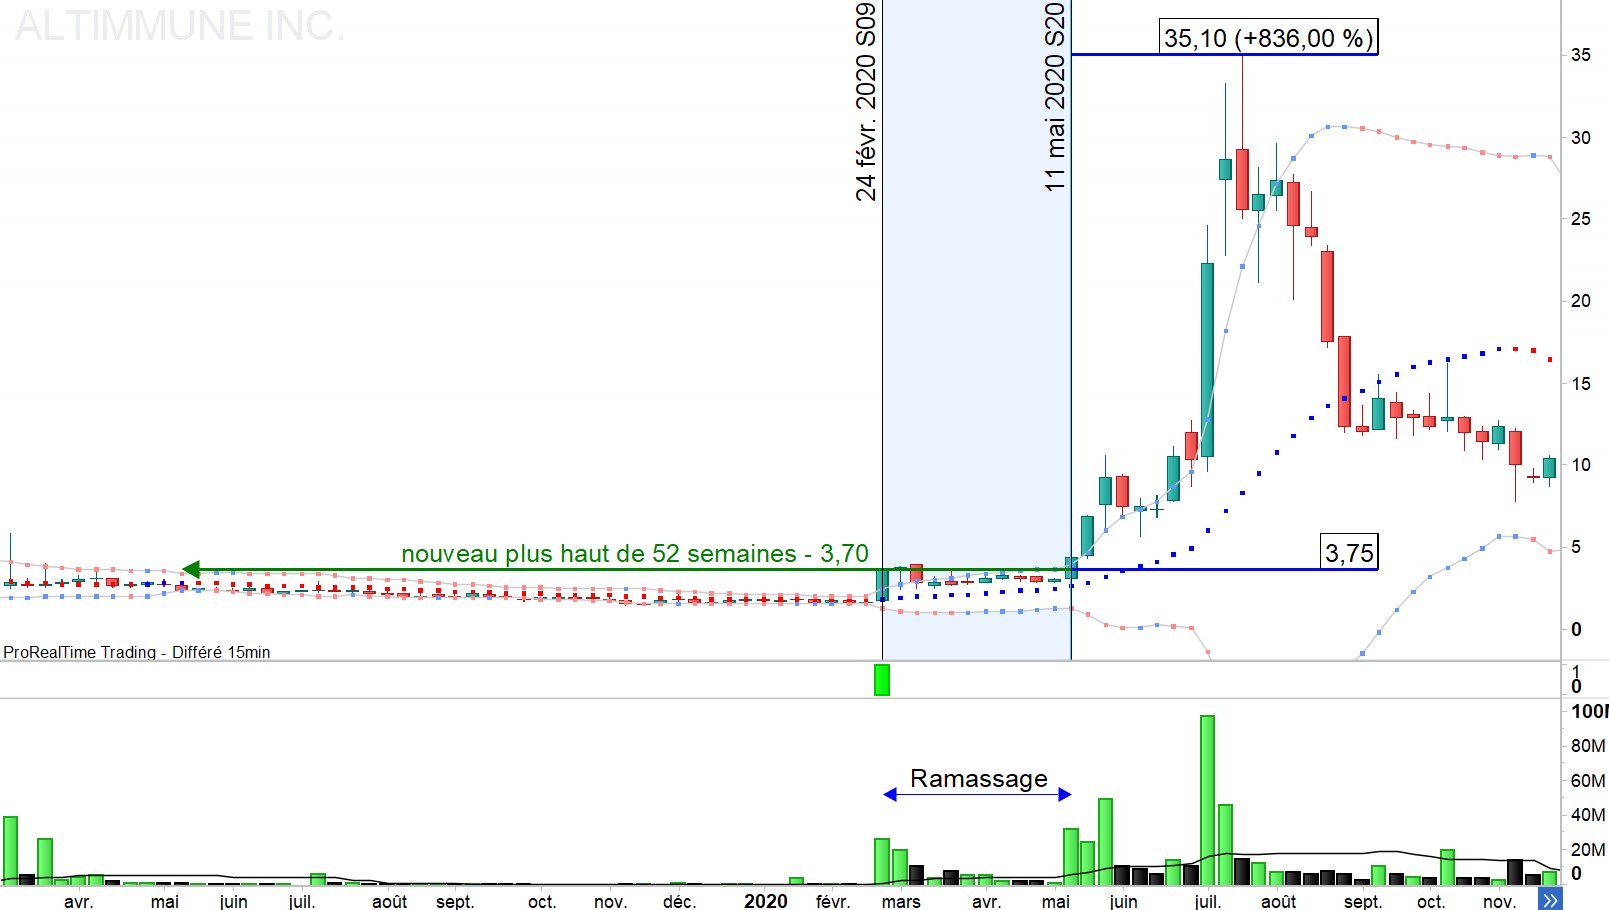 ALTIMMUNE INC.
24 févr. 2020 S09
11 mai 2020 S20
35,10 (+836,00 %)
35
30
25
20
15
10
5
0
nouveau plus haut de 52 semaines - 3,70
3,75
ProRealTime Trading - Différé 15min
1
0
100M
80M
60M
40M
20M
0
Ramassage
avr. mai juin juil. août sept. oct. nov. déc. 2020 févr. mars avr. mai juin juil. août sept. oct. nov.